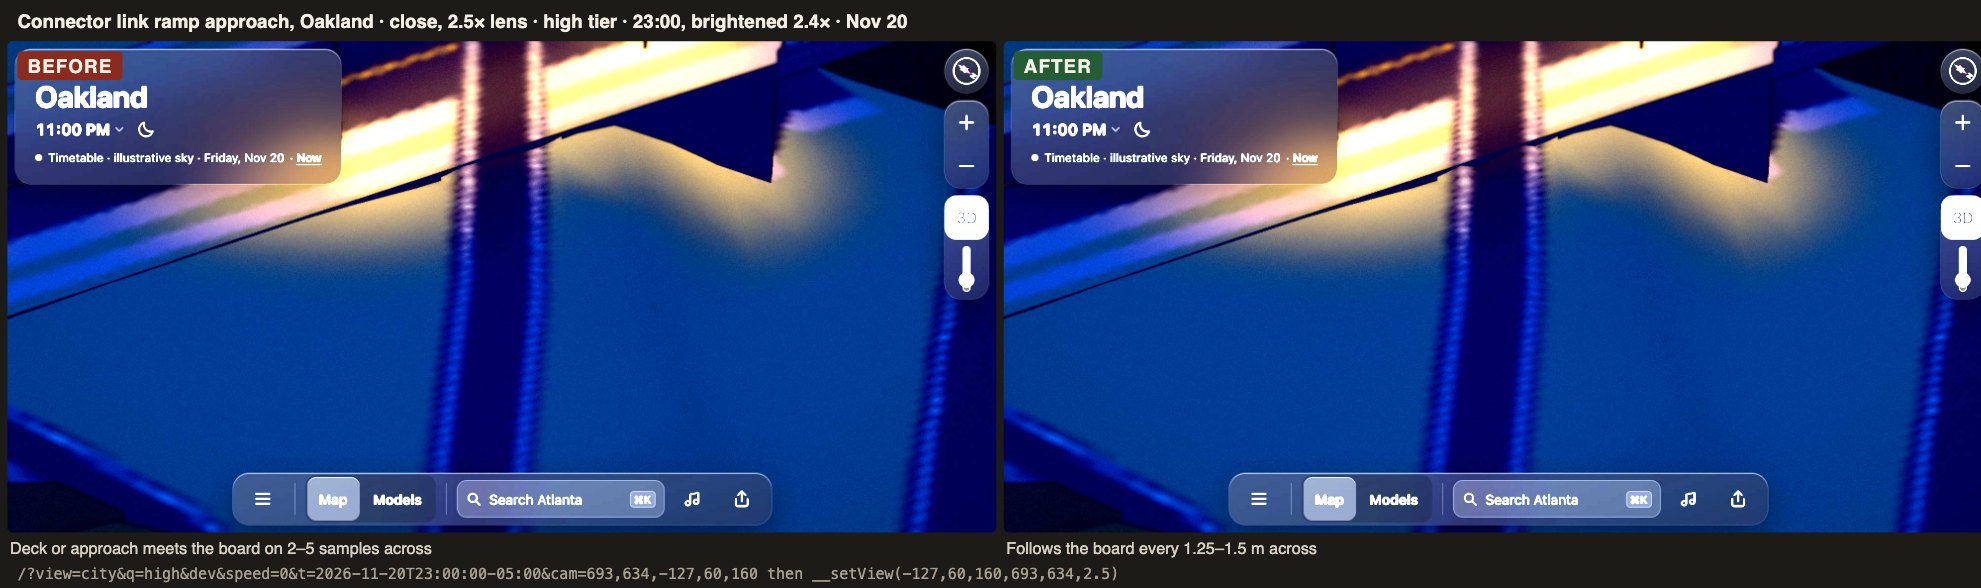 Connector link ramp approach, Oakland · close, 2.5× lens · high tier · 23:00, brightened 2.4× · Nov 20
BEFORE
Oakland
11:00 PM
Timetable · illustrative sky · Friday, Nov 20 · Now
+
−
3D
Map
Models
Search Atlanta
⌘K
Deck or approach meets the board on 2–5 samples across
AFTER
Oakland
11:00 PM
Timetable · illustrative sky · Friday, Nov 20 · Now
+
−
3D
Map
Models
Search Atlanta
⌘K
Follows the board every 1.25–1.5 m across
/?view=city&q=high&dev&speed=0&t=2026-11-20T23:00:00-05:00&cam=693,634,-127,60,160 then __setView(-127,60,160,693,634,2.5)